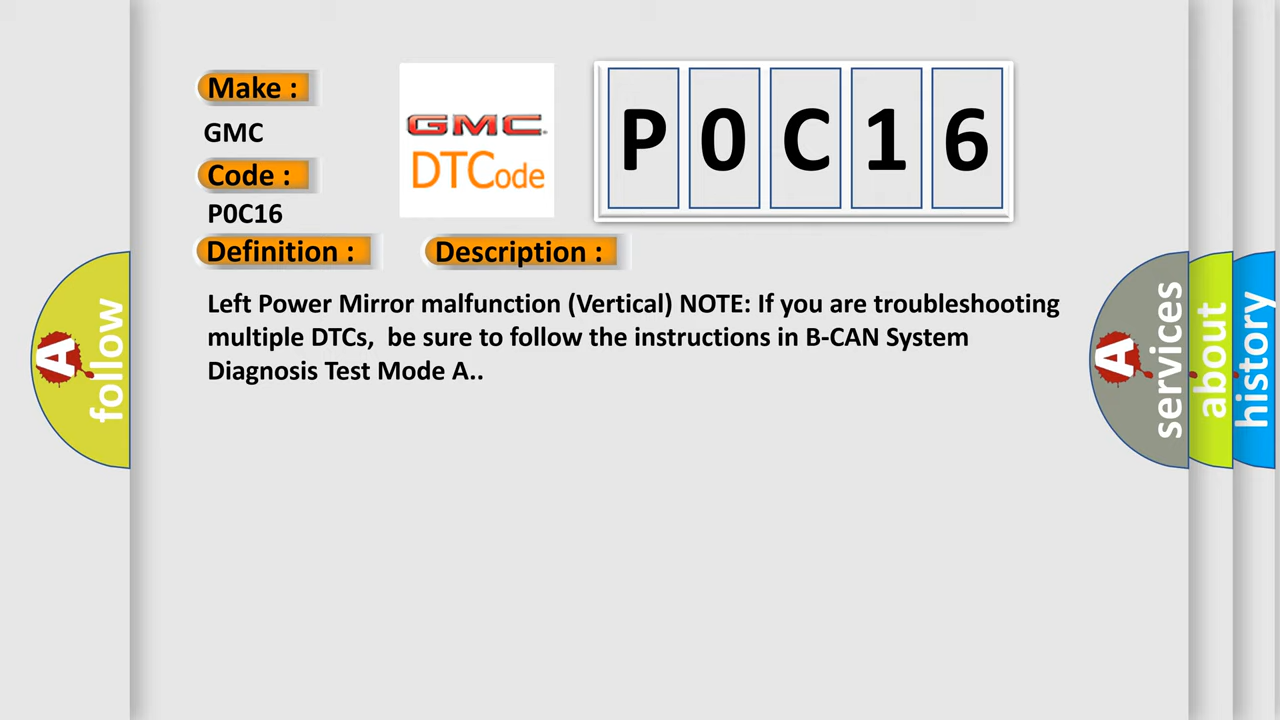 Make :
GMC
Code :
P0C16
Definition :
Description :
GMC
DTCode
P0C16
Left Power Mirror malfunction (Vertical) NOTE: If you are troubleshooting
multiple DTCs,  be sure to follow the instructions in B-CAN System
Diagnosis Test Mode A..
A
follow
A
services
about
history